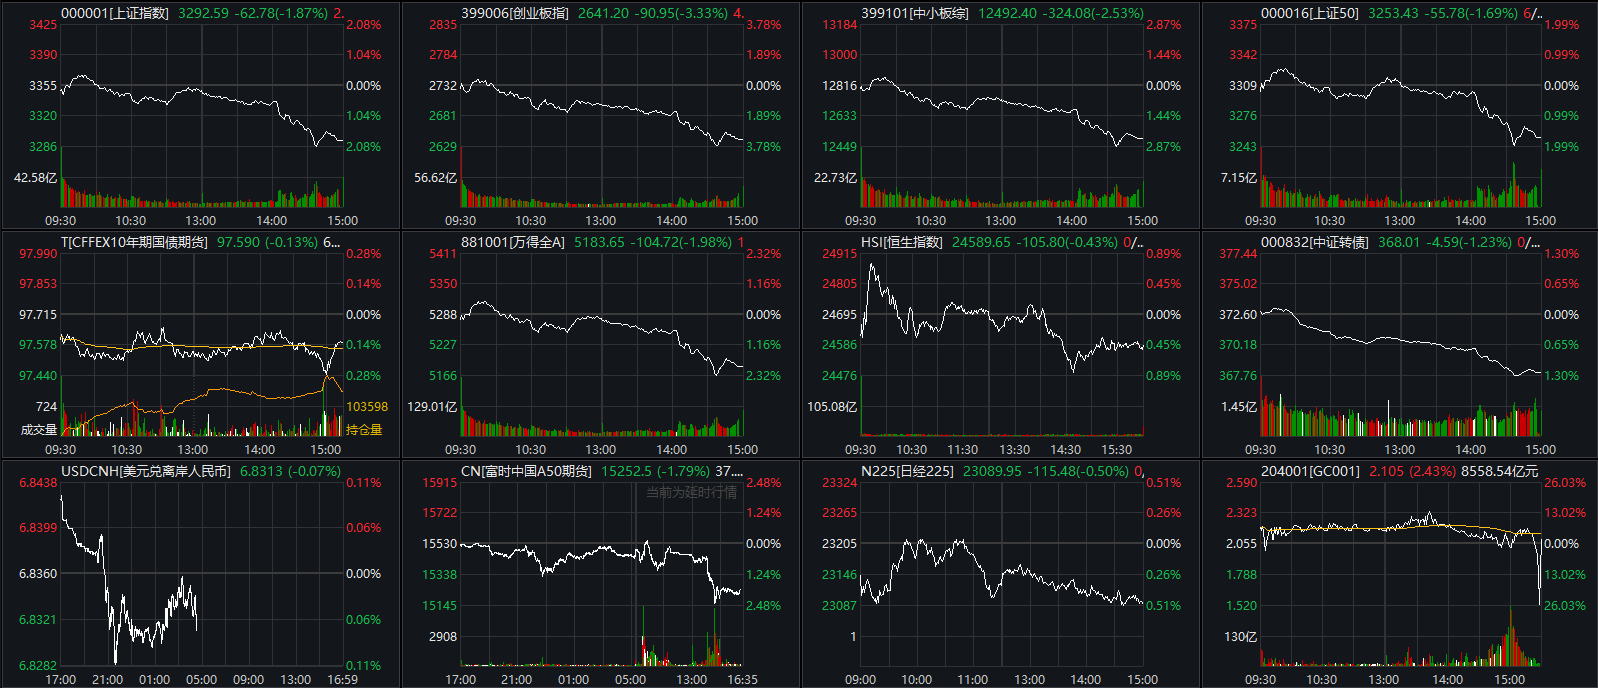 000001[上证指数] 3292.59 -62.78(-1.87%) 2.
3425 2.08%
3390 1.04%
3355 0.00%
3320 1.04%
3286 2.08%
42.58亿
09:30 10:30 13:00 14:00 15:00
399006[创业板指] 2641.20 -90.95(-3.33%) 4.
2835 3.78%
2784 1.89%
2732 0.00%
2681 1.89%
2629 3.78%
56.62亿
09:30 10:30 13:00 14:00 15:00
399101[中小板综] 12492.40 -324.08(-2.53%)
13184 2.87%
13000 1.44%
12816 0.00%
12633 1.44%
12449 2.87%
22.73亿
09:30 10:30 13:00 14:00 15:00
000016[上证50] 3253.43 -55.78(-1.69%) 6/..
3375 1.99%
3342 0.99%
3309 0.00%
3276 0.99%
3243 1.99%
7.15亿
09:30 10:30 13:00 14:00 15:00
T[CFFEX10年期国债期货] 97.590 (-0.13%) 6...
97.990 0.28%
97.853 0.14%
97.715 0.00%
97.578 0.14%
97.440 0.28%
724 103598
成交量 持仓量
09:30 10:30 13:00 14:00 15:00
881001[万得全A] 5183.65 -104.72(-1.98%) 1
5411 2.32%
5350 1.16%
5288 0.00%
5227 1.16%
5166 2.32%
129.01亿
09:30 10:30 13:00 14:00 15:00
HSI[恒生指数] 24589.65 -105.80(-0.43%) 0/..
24915 0.89%
24805 0.45%
24695 0.00%
24586 0.45%
24476 0.89%
105.08亿
09:30 10:30 11:30 13:30 14:30 15:30
000832[中证转债] 368.01 -4.59(-1.23%) 0/...
377.44 1.30%
375.02 0.65%
372.60 0.00%
370.18 0.65%
367.76 1.30%
1.45亿
09:30 10:30 13:00 14:00 15:00
USDCNH[美元兑离岸人民币] 6.8313 (-0.07%)
6.8438 0.11%
6.8399 0.06%
6.8360 0.00%
6.8321 0.06%
6.8282 0.11%
17:00 21:00 01:00 05:00 09:00 13:00 16:59
CN[富时中国A50期货] 15252.5 (-1.79%) 37....
当前为延时行情
15915 2.48%
15722 1.24%
15530 0.00%
15338 1.24%
15145 2.48%
2908
17:00 21:00 01:00 05:00 13:00 16:35
N225[日经225] 23089.95 -115.48(-0.50%) 0,
23324 0.51%
23265 0.26%
23205 0.00%
23146 0.26%
23087 0.51%
1
09:00 10:00 11:00 13:00 14:00 15:00
204001[GC001] 2.105 (2.43%) 8558.54亿元
2.590 26.03%
2.323 13.02%
2.055 0.00%
1.788 13.02%
1.520 26.03%
130亿
09:30 10:30 13:00 14:00 15:00